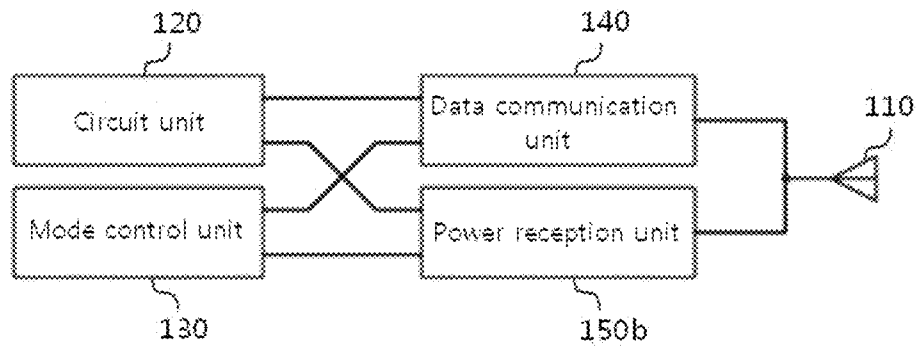 120
140
Circuit unit
Data communication
unit
110
Mode control unit
Power reception unit
130
150b